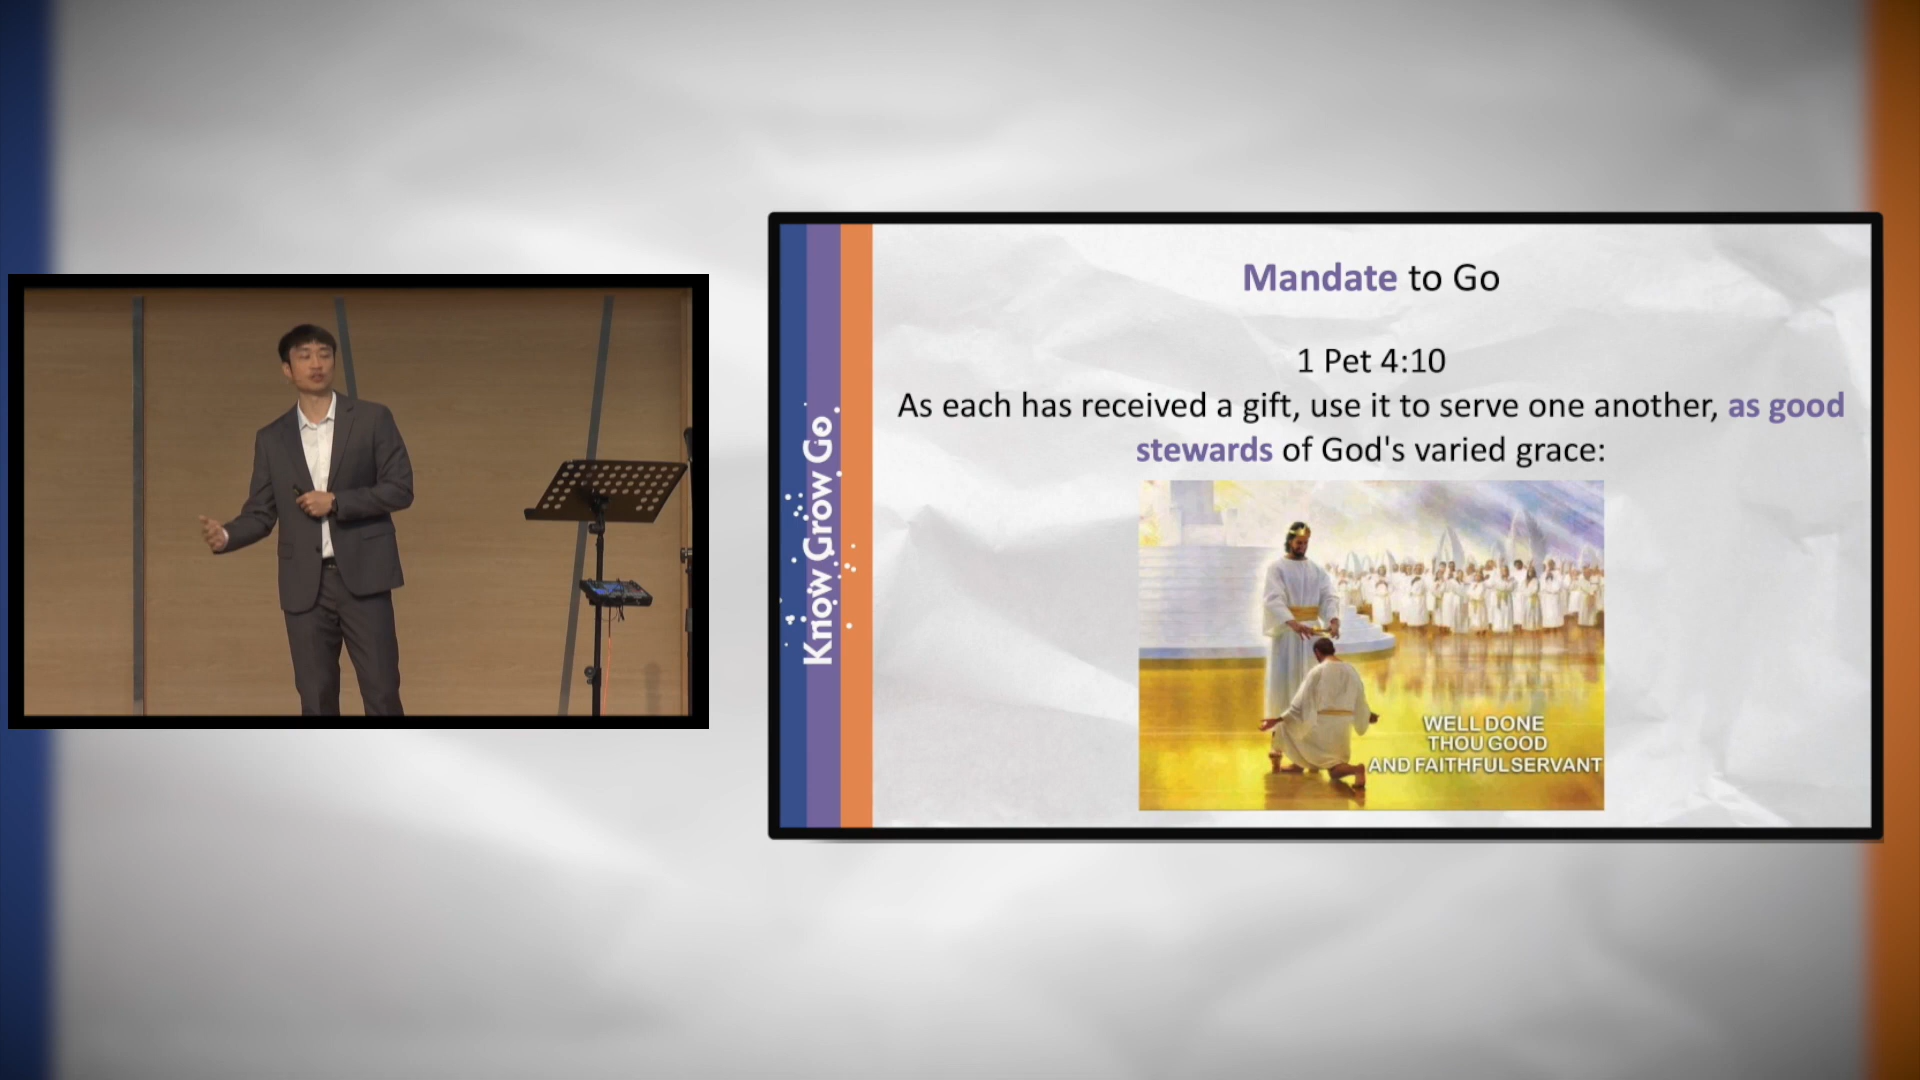 Know Grow Go
Mandate to Go
1 Pet 4:10
As each has received a gift, use it to serve one another, as good
stewards of God's varied grace:
WELL DONE
THOU GOOD
AND FAITHFUL SERVANT